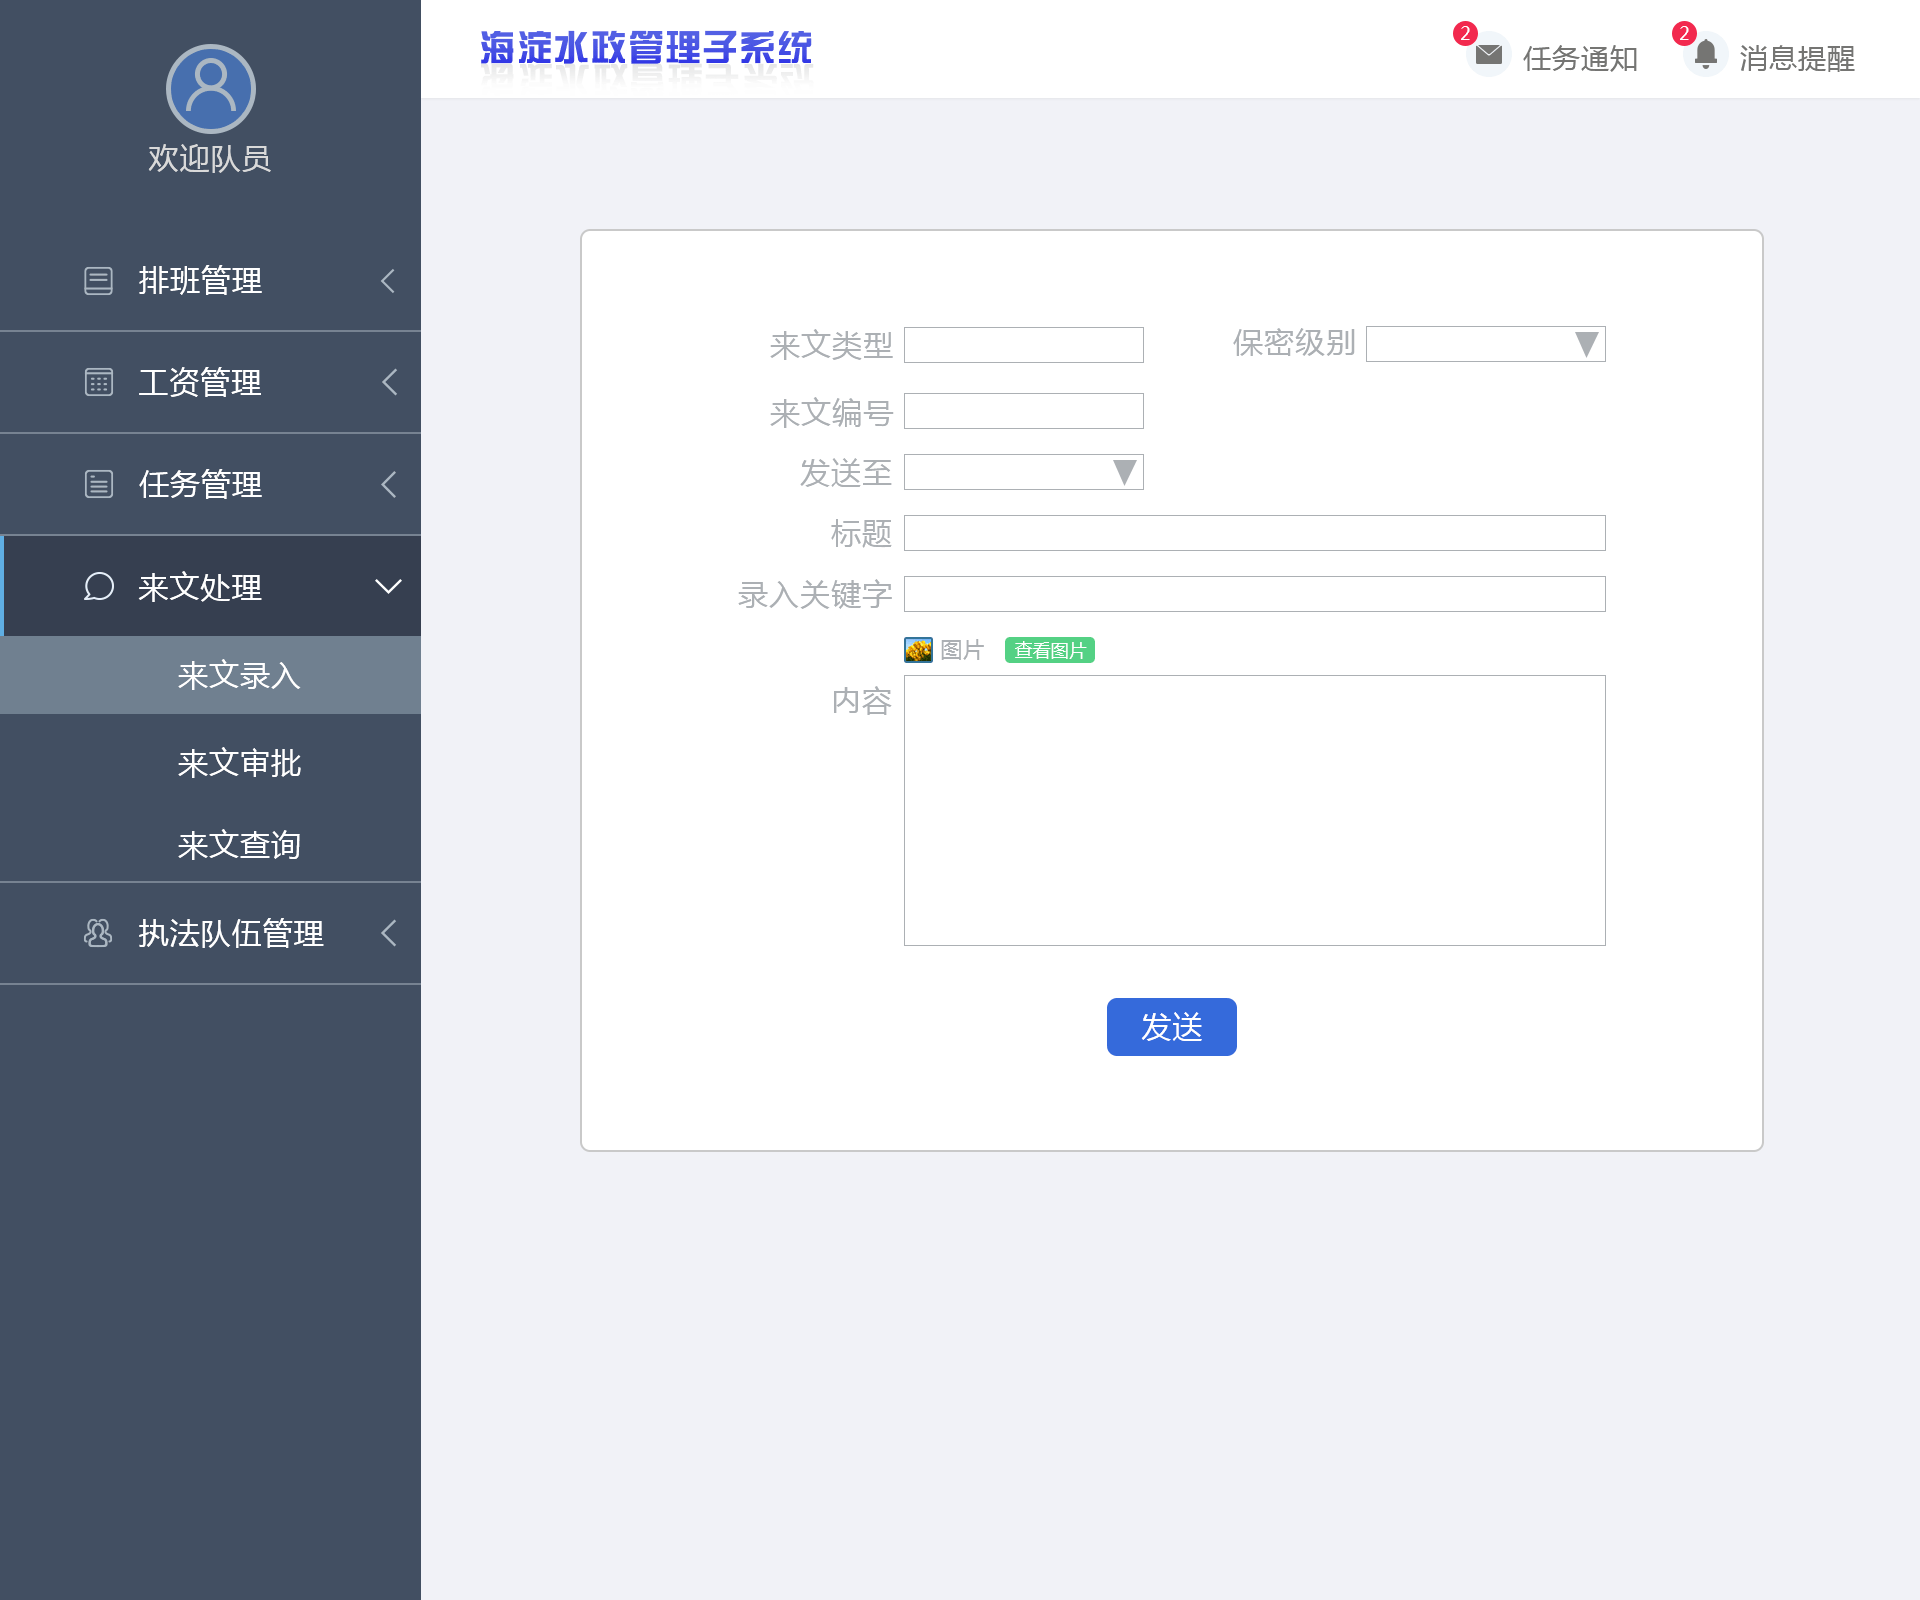 海淀水政管理子系统
2
任务通知
2
消息提醒
欢迎队员
排班管理
工资管理
任务管理
来文处理
来文录入
来文审批
来文查询
执法队伍管理
来文类型
保密级别
来文编号
发送至
标题
录入关键字
图片
查看图片
内容
发送